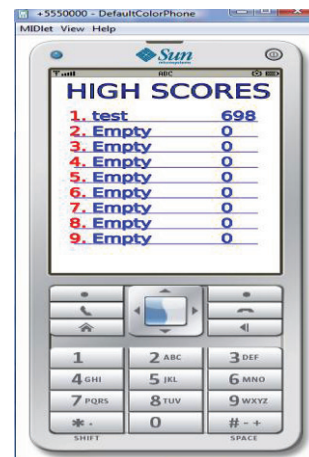 +5550000 - DefaultColorPhone
MIDlet View Help
Sun
ABC
HIGH SCORES
1. test 698
2. Empty 0
3. Empty 0
4. Empty 0
5. Empty 0
6. Empty 0
7. Empty 0
8. Empty 0
9. Empty 0
1 2 ABC 3 DEF
4 GHI 5 JKL 6 MNO
7 PQRS 8 TUV 9 WXYZ
* . 0 # - +
SHIFT SPACE